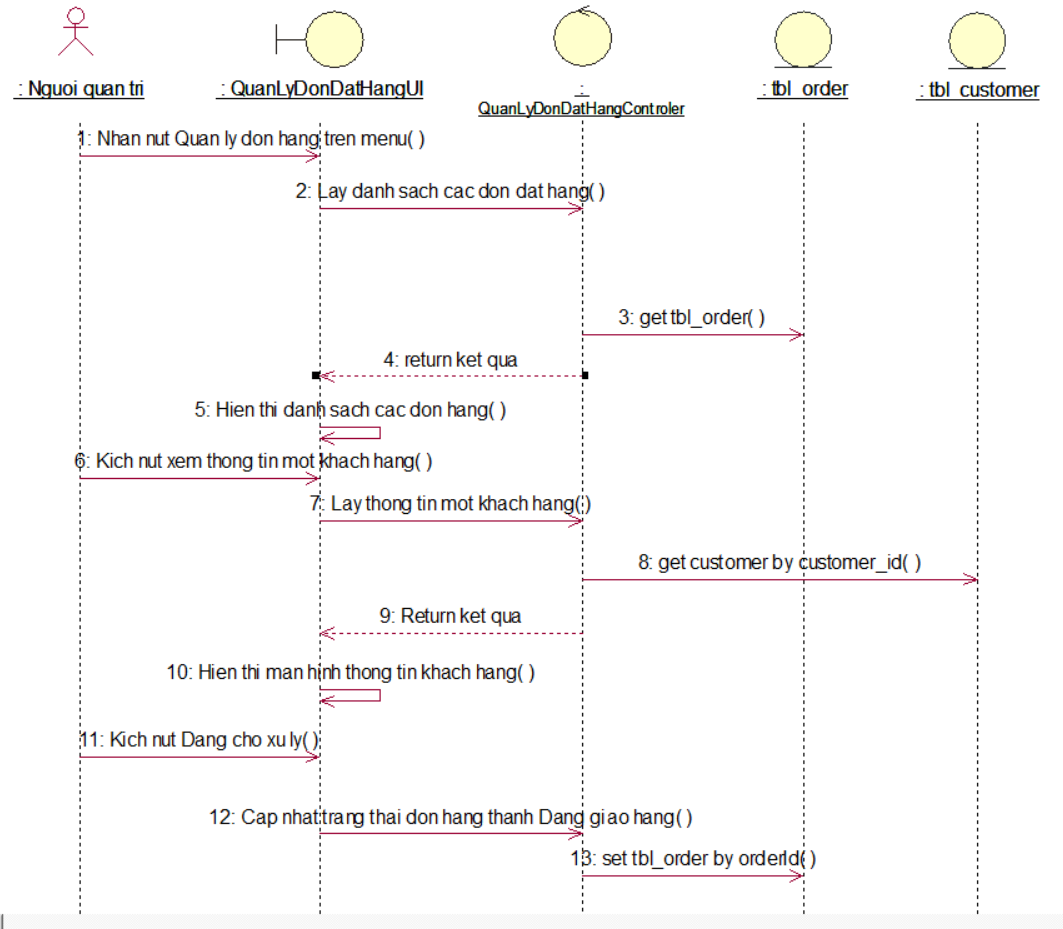 : Nguoi quan tri
: QuanLyDonDatHangUI
:
QuanLyDonDatHangControler
: tbl_order
: tbl_customer
1: Nhan nut Quan ly don hang tren menu( )
2: Lay danh sach cac don dat hang( )
3: get tbl_order( )
4: return ket qua
5: Hien thi danh sach cac don hang( )
6: Kich nut xem thong tin mot khach hang( )
7: Lay thong tin mot khach hang( )
8: get customer by customer_id( )
9: Return ket qua
10: Hien thi man hinh thong tin khach hang( )
11: Kich nut Dang cho xu ly( )
12: Cap nhat trang thai don hang thanh Dang giao hang( )
13: set tbl_order by orderId( )